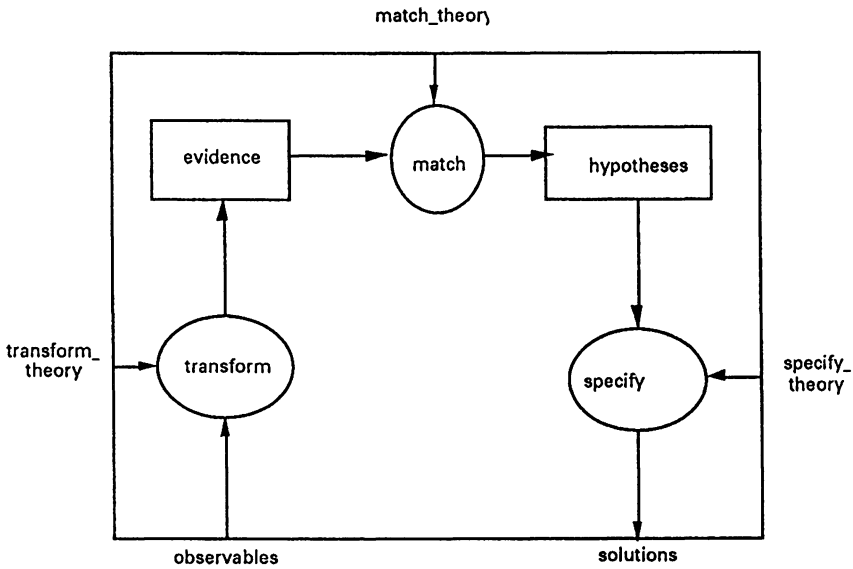 match_theory
evidence
match
hypotheses
transform_
theory
transform
specify
specify_
theory
observables
solutions